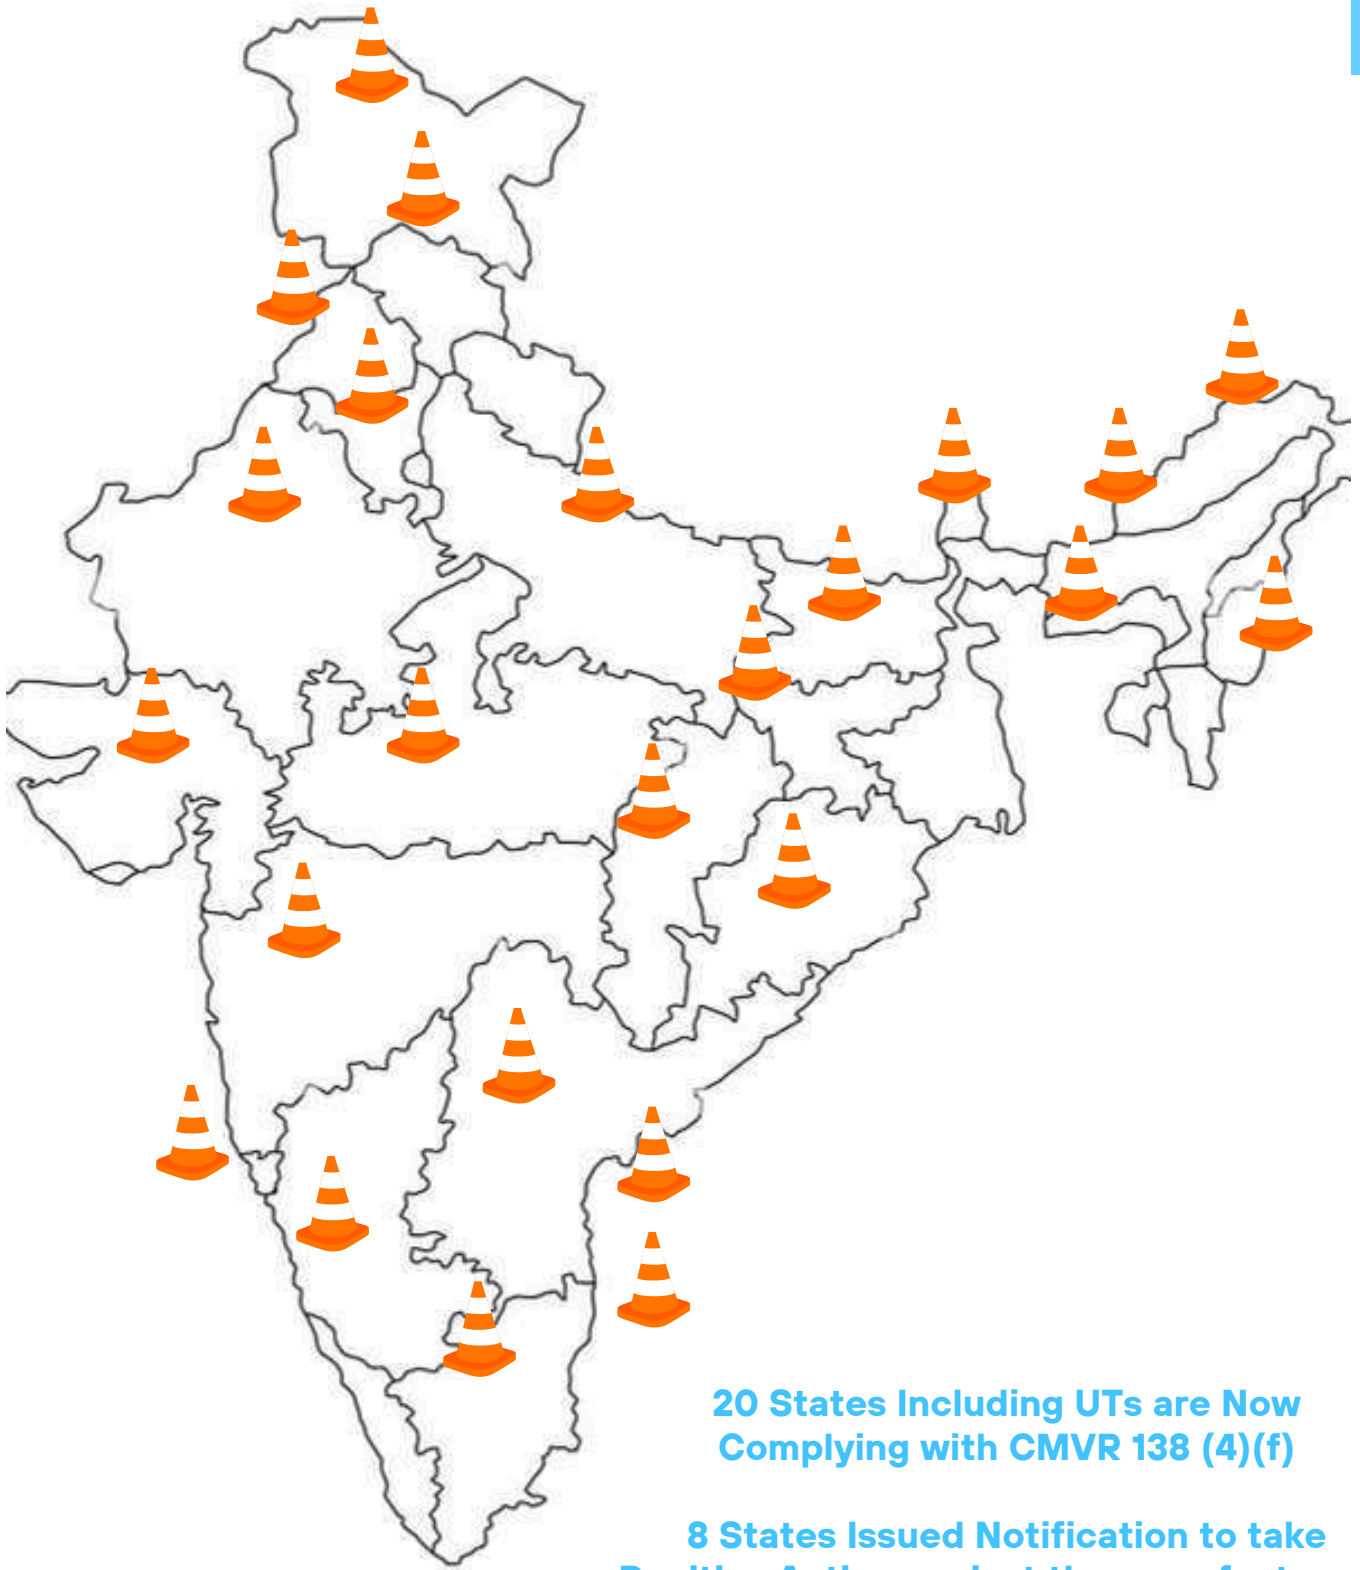 20 States Including UTs are Now
Complying with CMVR 138 (4)(f)
8 States Issued Notification to take